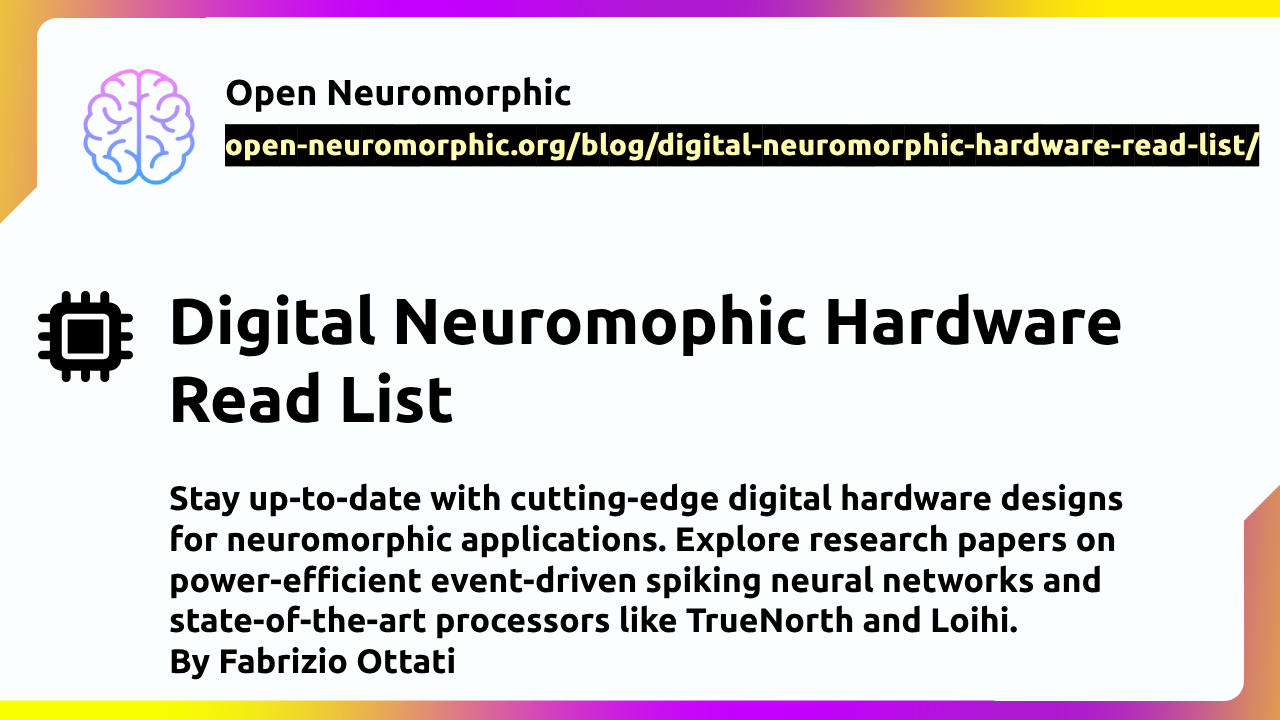 Open Neuromorphic
open-neuromorphic.org/blog/digital-neuromorphic-hardware-read-list/
Digital Neuromophic Hardware
Read List
Stay up-to-date with cutting-edge digital hardware designs
for neuromorphic applications. Explore research papers on
power-efficient event-driven spiking neural networks and
state-of-the-art processors like TrueNorth and Loihi.
By Fabrizio Ottati